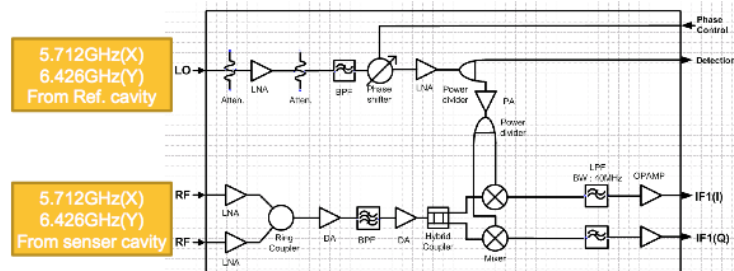 Phase
Control
5.712GHz(X)
6.426GHz(Y)
From Ref. cavity
LO
Detection
Atten.
LNA
Atten.
BPF
Phase
shifter
LNA
Power
divider
PA
Power
divider
5.712GHz(X)
6.426GHz(Y)
From senser cavity
LPF
BW : 40MHz
OPAMP
RF
LNA
IF1(I)
RF
LNA
Ring
Coupler
DA
BPF
DA
Hybrid
Coupler
Mixer
IF1(Q)